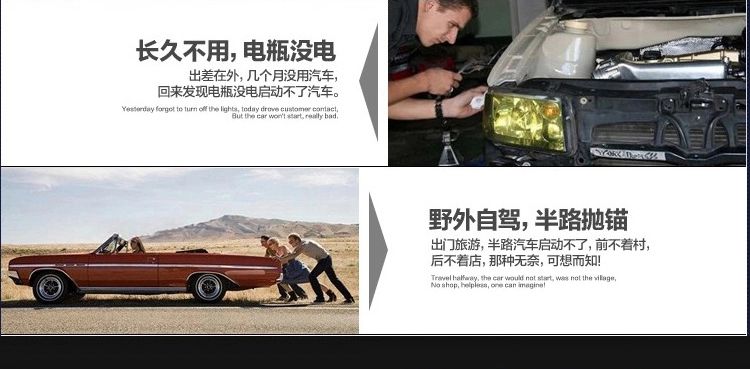 长久不用，电瓶没电
出差在外，几个月没用汽车，
回来发现电瓶没电启动不了汽车。
Yesterday forgot to turn off the lights, today drove customer contact,
But the car won't start, really bad.
野外自驾，半路抛锚
出门旅游，半路汽车启动不了，前不着村，
后不着店，那种无奈，可想而知!
Travel halfway, the car would not start, was not the village,
No shop, helpless, one can imagine!